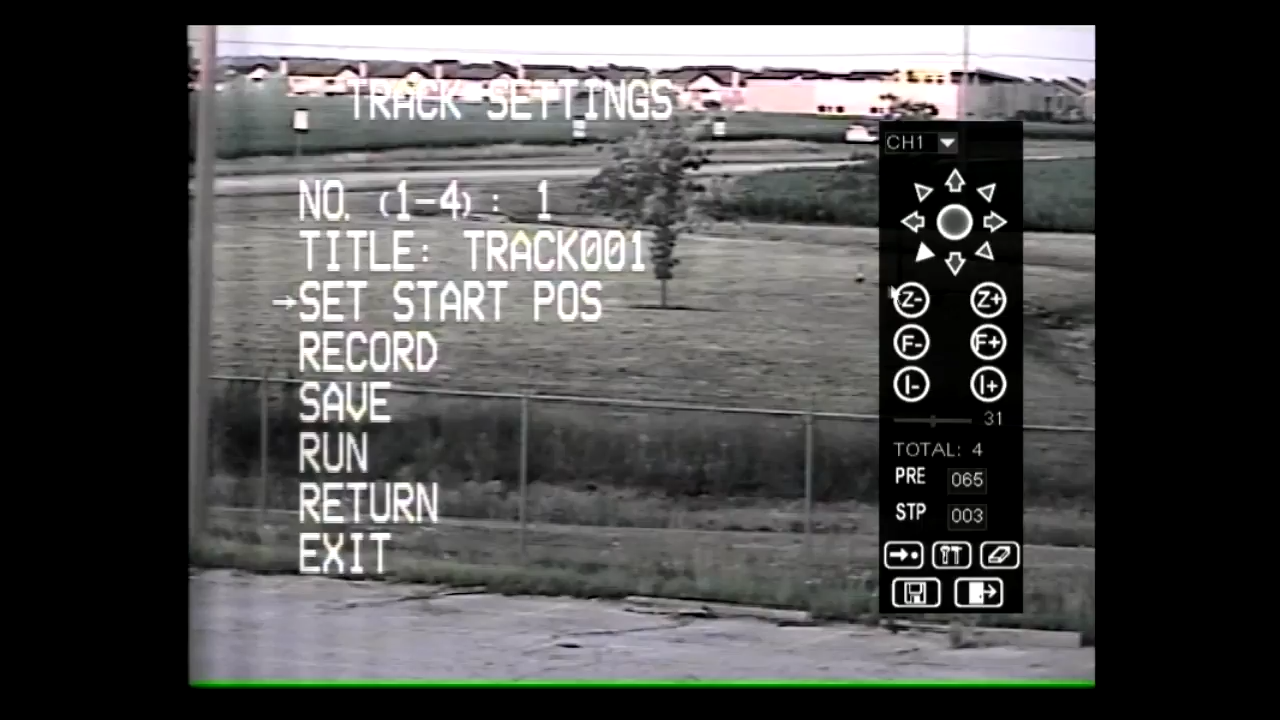 TRACK SETTINGS
NO. (1-4) : 1
TITLE: TRACK001
→SET START POS
RECORD
SAVE
RUN
RETURN
EXIT
CH1
Z- Z+
F- F+
I- I+
31
TOTAL: 4
PRE 065
STP 003